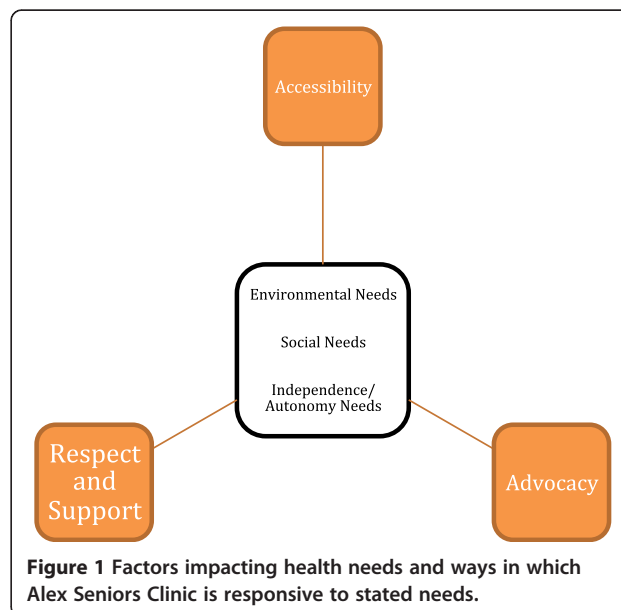 Accessibility
Environmental Needs
Social Needs
Independence/
Autonomy Needs
Respect
and
Support
Advocacy
Figure 1 Factors impacting health needs and ways in which
Alex Seniors Clinic is responsive to stated needs.